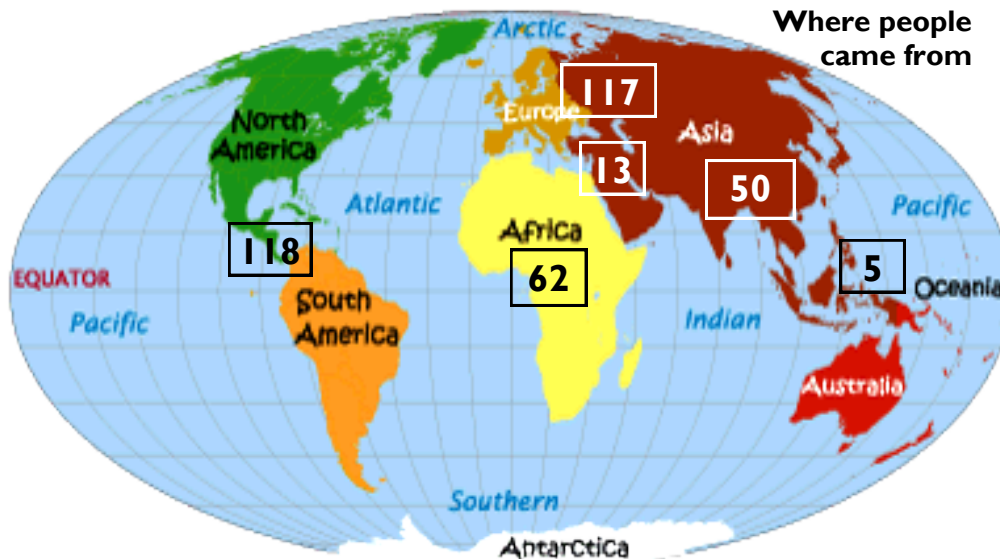 Where people
came from
Arctic
117
Europe
Asia
North
America
13
50
Atlantic
Pacific
Africa
118
5
62
EQUATOR
Oceania
South
America
Pacific
Indian
Australia
Southern
Antarctica